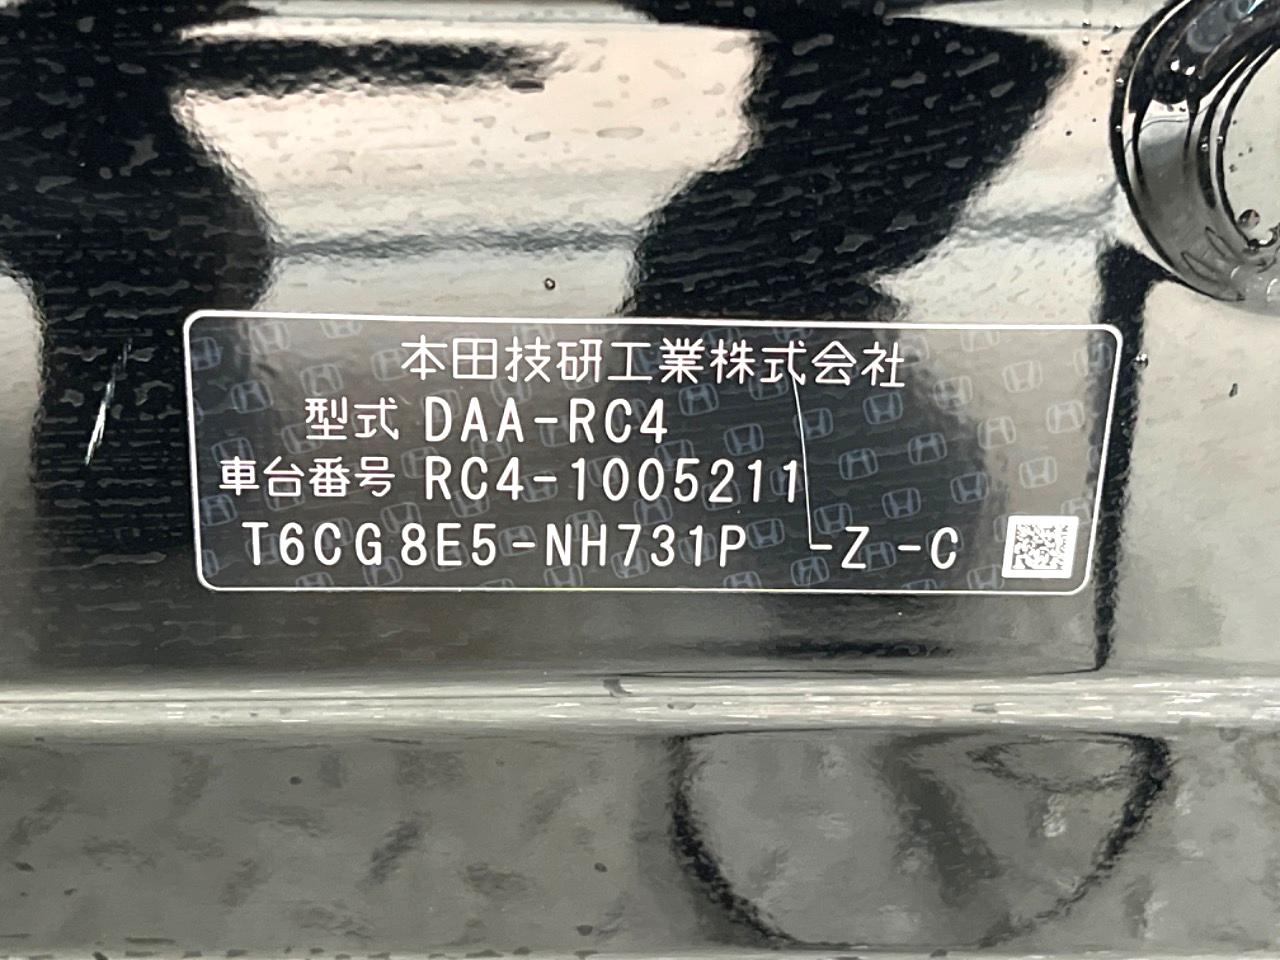 本田技研工業株式会社
型式 DAA-RC4
車台番号 RC4-1005211
T6CG8E5-NH731P -Z -C